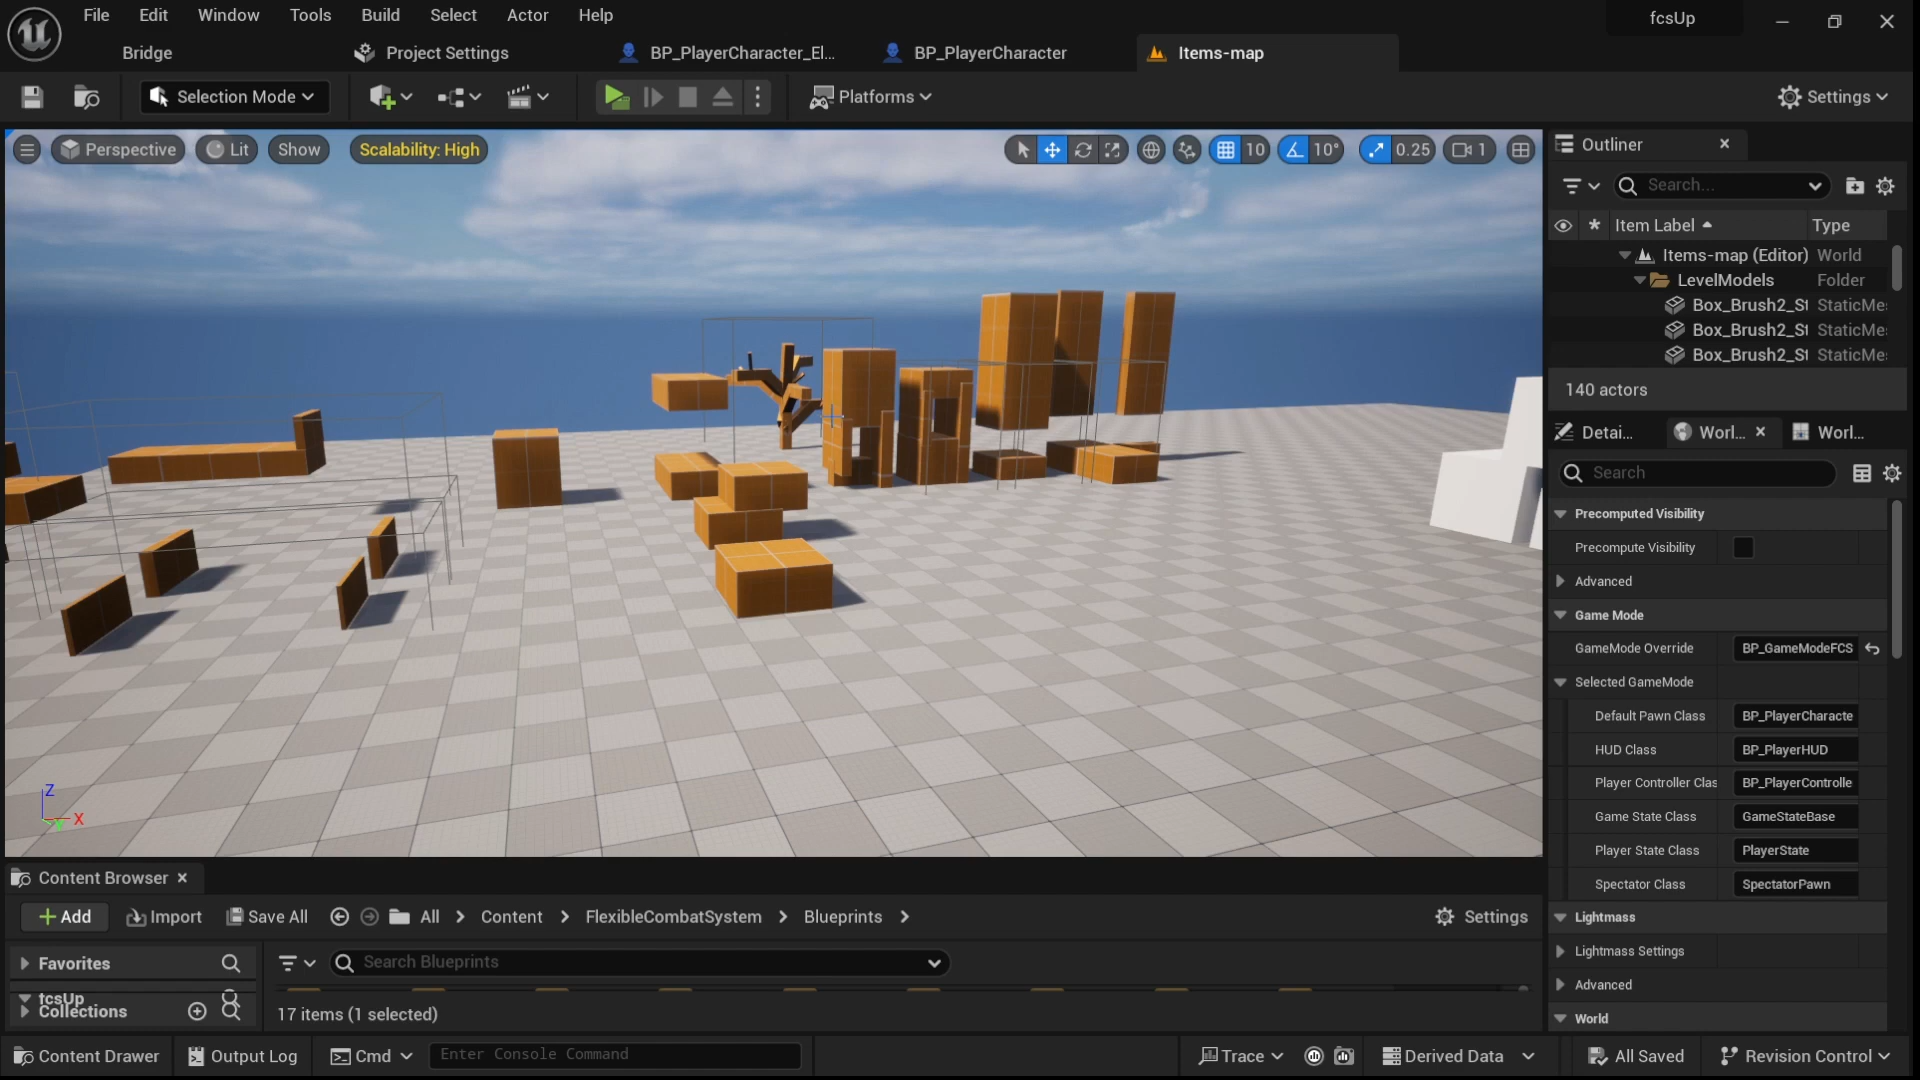 File Edit Window Tools Build Select Actor Help
fcsUp
Bridge Project Settings BP_PlayerCharacter_El... BP_PlayerCharacter Items-map
Selection Mode Platforms Settings
Perspective Lit Show Scalability: High 10 10° 0.25 1
Outliner
Search...
Item Label Type
Items-map (Editor) World
LevelModels Folder
Box_Brush2_St StaticMe
Box_Brush2_St StaticMe
Box_Brush2_St StaticMe
140 actors
Detai... Worl... Worl...
Search
Precomputed Visibility
Precompute Visibility
Advanced
Game Mode
GameMode Override BP_GameModeFCS
Selected GameMode
Default Pawn Class BP_PlayerCharacte
HUD Class BP_PlayerHUD
Player Controller Clas BP_PlayerControlle
Game State Class GameStateBase
Player State Class PlayerState
Spectator Class SpectatorPawn
Lightmass
Lightmass Settings
Advanced
World
Z
X
Y
Content Browser
Add Import Save All All Content FlexibleCombatSystem Blueprints Settings
Favorites
Search Blueprints
fcsUp
Collections
17 items (1 selected)
Content Drawer Output Log Cmd Enter Console Command Trace Derived Data All Saved Revision Control